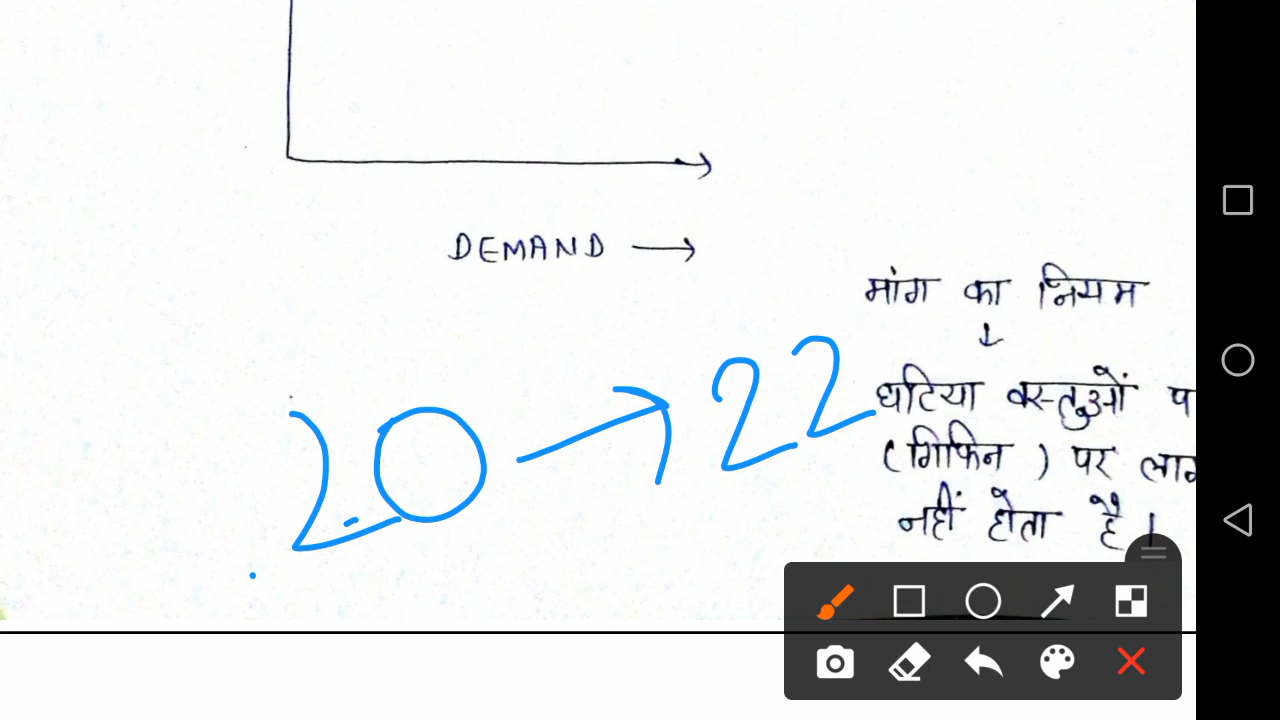 DEMAND →
मांग का नियम
↓
20 → 22
घटिया वस्तुओं
(गिफिन) पर
नहीं होता है।